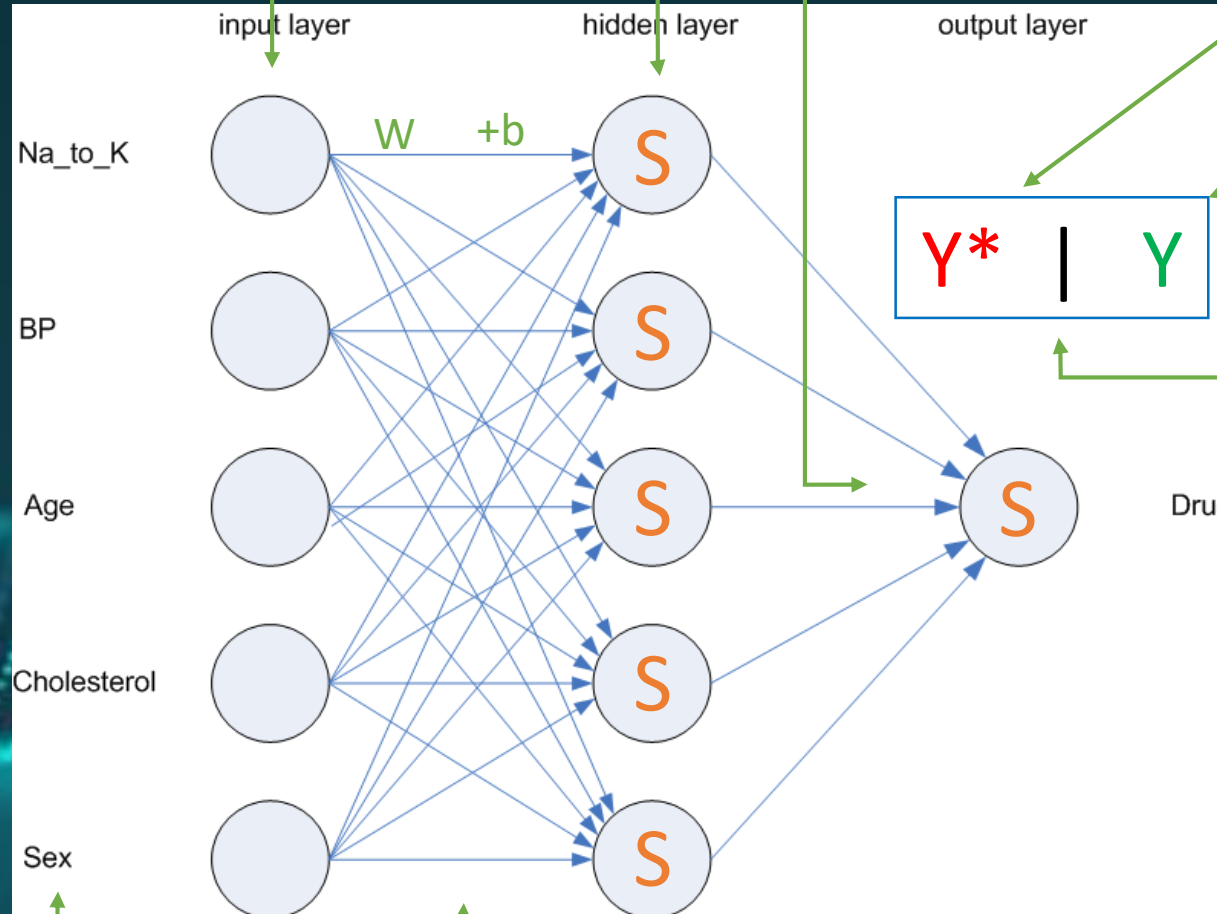 input layer hidden layer output layer
Na_to_K W +b S
Y* | Y
BP S
Age S S Dru
Cholesterol S
Sex S